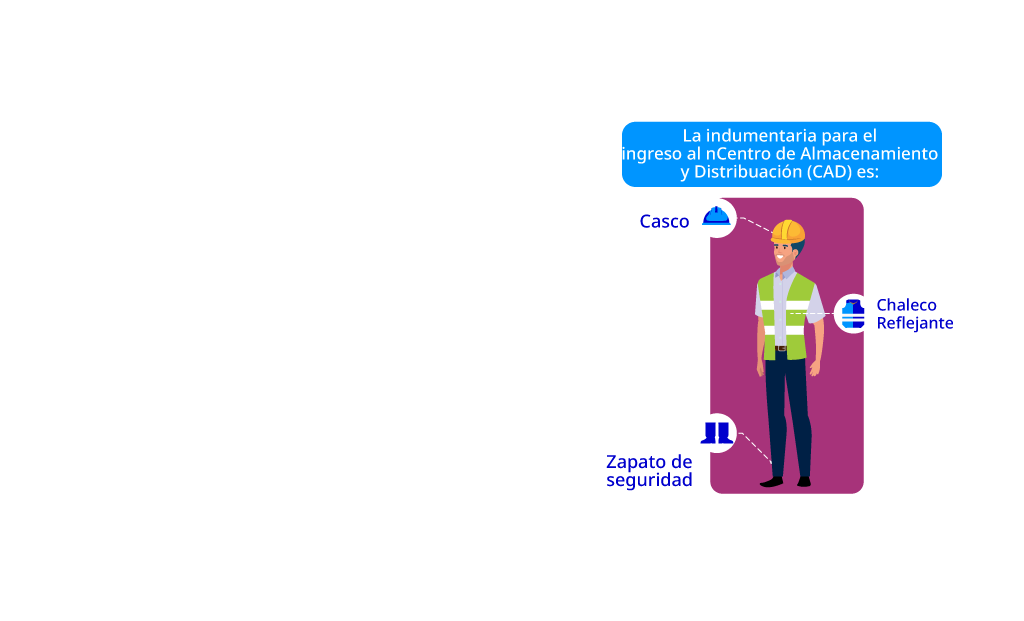 La indumentaria para el
ingreso al nCentro de Almacenamiento
y Distribuación (CAD) es:
Casco
Chaleco
Reflejante
Zapato de
seguridad